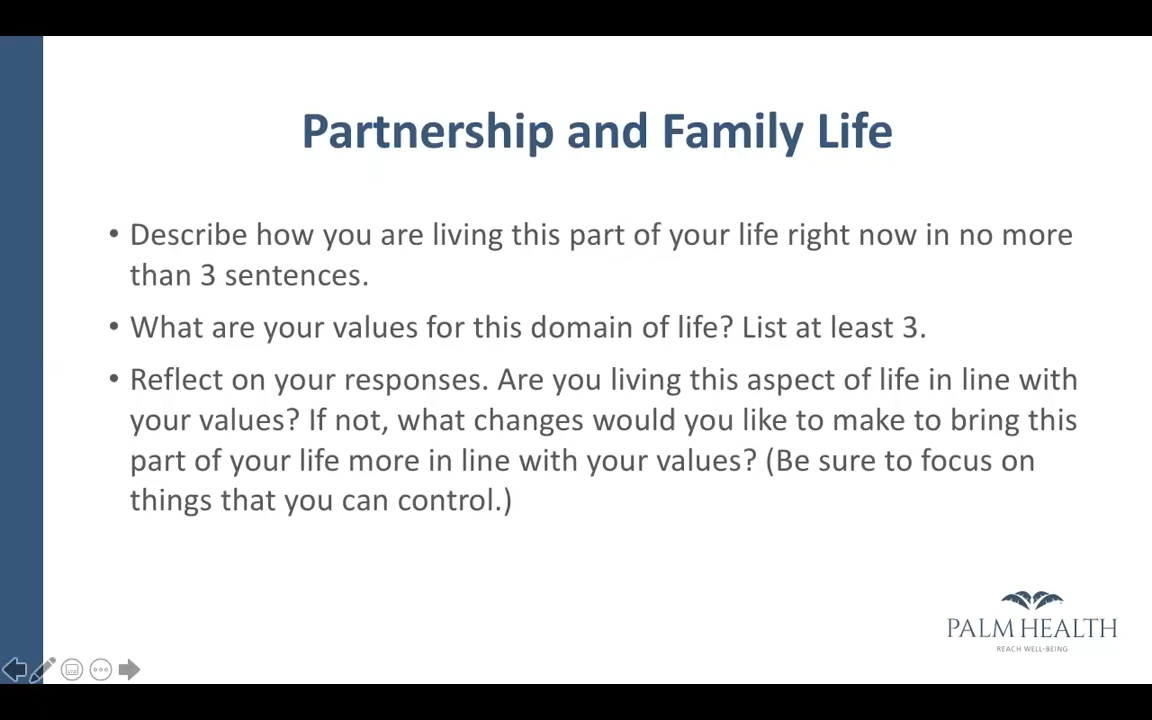 Partnership and Family Life
• Describe how you are living this part of your life right now in no more
than 3 sentences.
• What are your values for this domain of life? List at least 3.
• Reflect on your responses. Are you living this aspect of life in line with
your values? If not, what changes would you like to make to bring this
part of your life more in line with your values? (Be sure to focus on
things that you can control.)
PALM HEALTH
REACH WELL-BEING